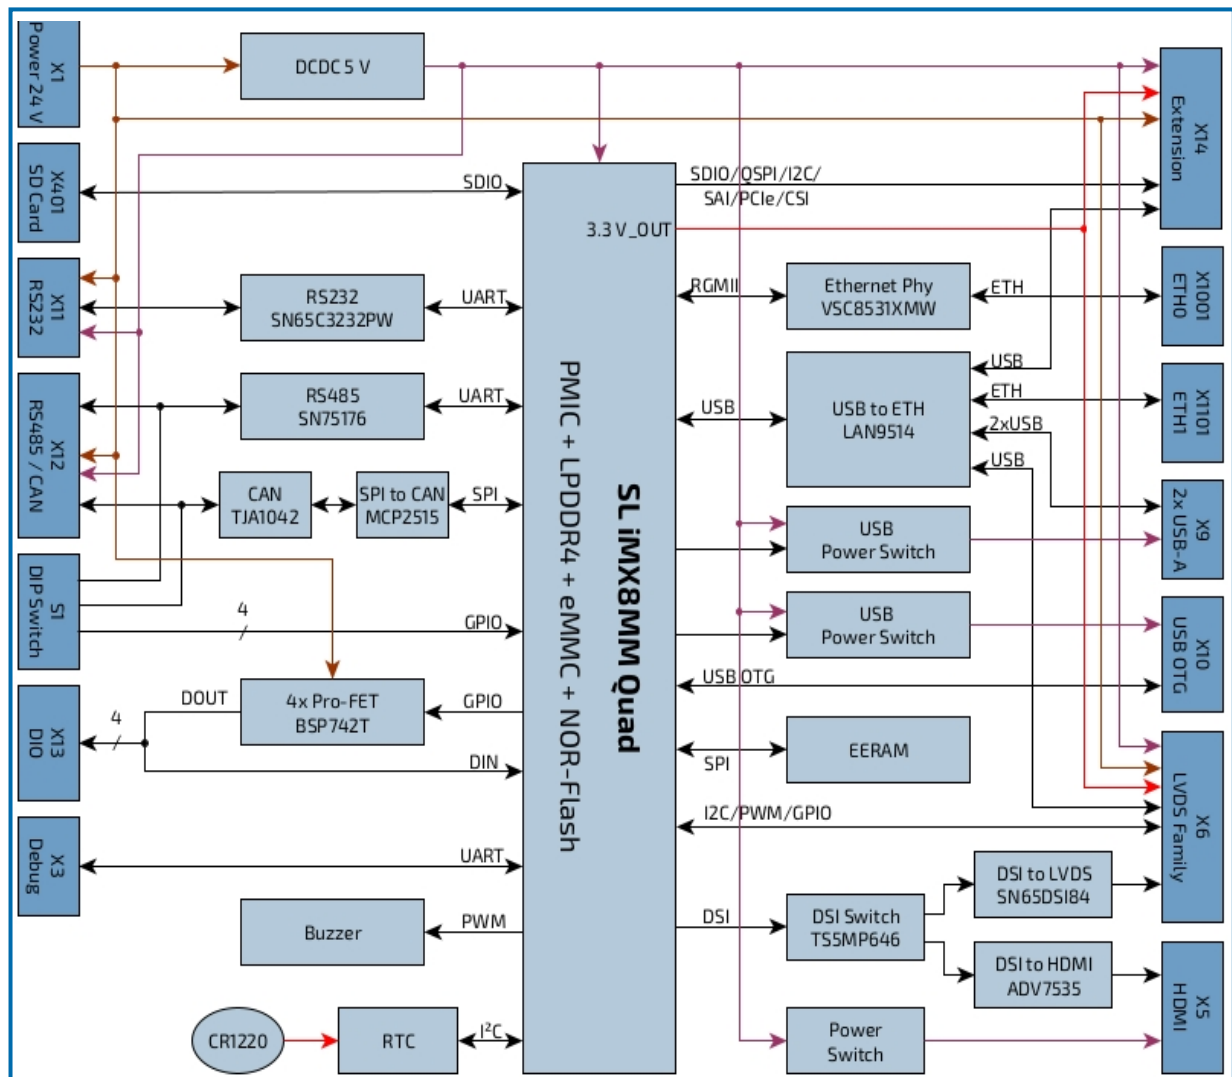 X1
Power 24 V
DCDC 5 V
X14
Extension
X401
SD Card
SDIO
SDIO/QSPI/I2C/
SAI/PCIe/CSI
3.3 V_OUT
X11
RS232
RS232
SN65C3232PW
UART
RGMII
Ethernet Phy
VSC8531XMW
ETH
X1001
ETH0
X12
RS485 / CAN
RS485
SN75176
UART
USB
USB to ETH
LAN9514
USB
ETH
2xUSB
USB
X1101
ETH1
CAN
TJA1042
SPI to CAN
MCP2515
SPI
PMIC + LPDDR4 + eMMC + NOR-Flash
SL iMX8MM Quad
USB
Power Switch
X9
2x USB-A
S1
DIP Switch
4
GPIO
USB
Power Switch
X10
USB OTG
USB OTG
X13
DIO
4
DOUT
4x Pro-FET
BSP742T
GPIO
DIN
SPI
EERAM
X6
LVDS Family
I2C/PWM/GPIO
X3
Debug
UART
DSI to LVDS
SN65DSI84
Buzzer
PWM
DSI
DSI Switch
TS5MP646
DSI to HDMI
ADV7535
X5
HDMI
CR1220
RTC
I²C
Power
Switch